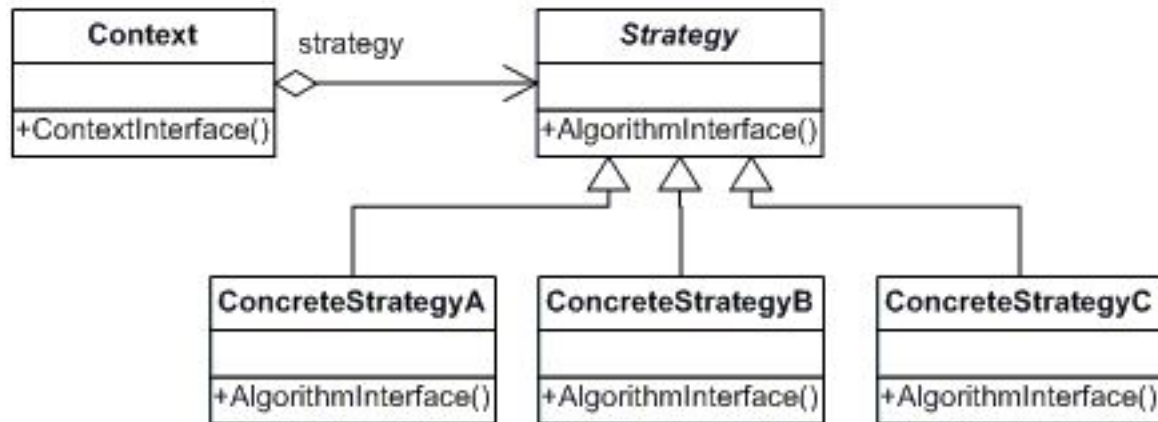 Context
strategy
Strategy
+ContextInterface()
+AlgorithmInterface()
ConcreteStrategyA
ConcreteStrategyB
ConcreteStrategyC
+AlgorithmInterface()
+AlgorithmInterface()
+AlgorithmInterface()